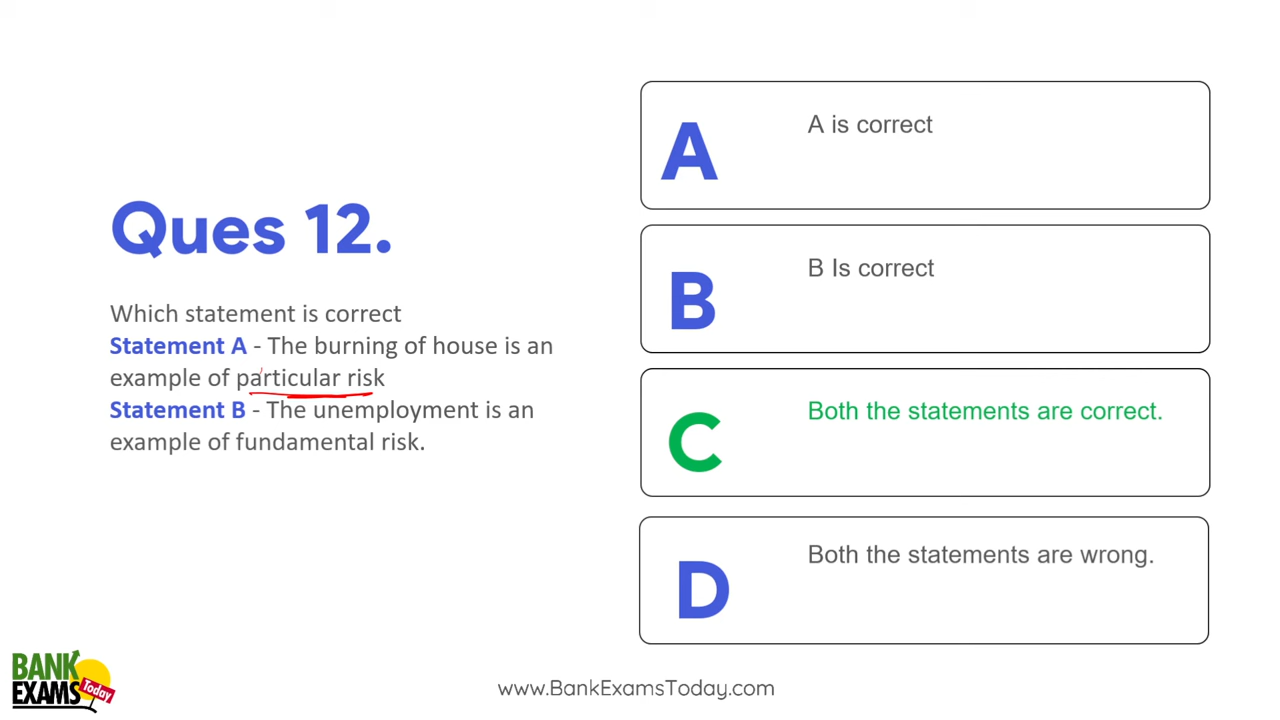 Ques 12.
Which statement is correct
Statement A - The burning of house is an
example of particular risk
Statement B - The unemployment is an
example of fundamental risk.
A
A is correct
B
B Is correct
C
Both the statements are correct.
D
Both the statements are wrong.
BANK
EXAMS
Today
www.BankExamsToday.com